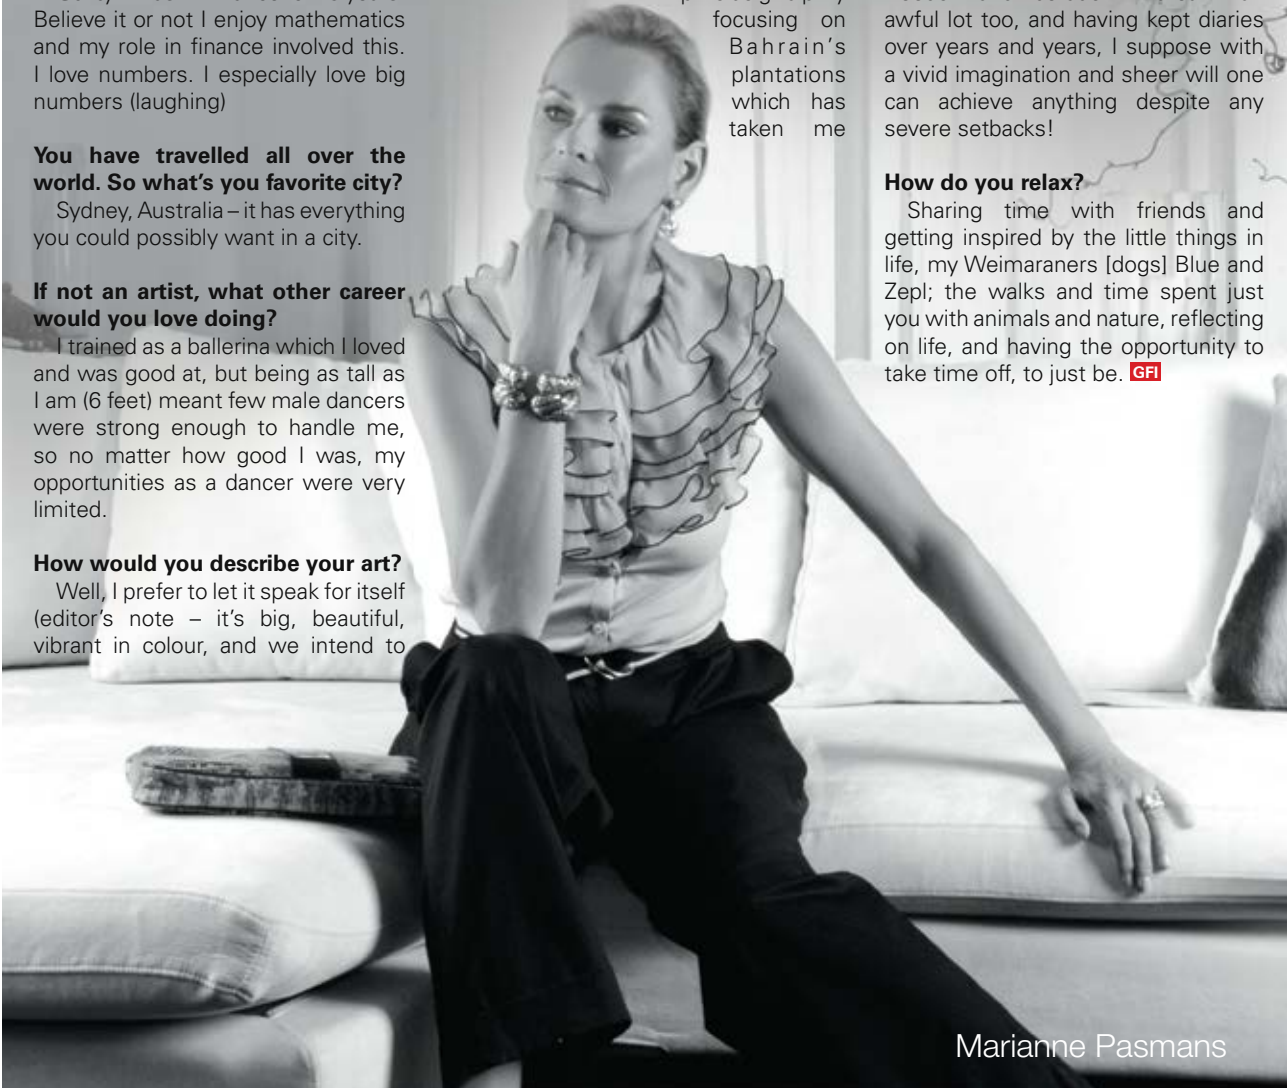 Believe it or not I enjoy mathematics
and my role in finance involved this.
I love numbers. I especially love big
numbers (laughing)
You have travelled all over the
world. So what's you favorite city?
Sydney, Australia – it has everything
you could possibly want in a city.
If not an artist, what other career
would you love doing?
I trained as a ballerina which I loved
and was good at, but being as tall as
I am (6 feet) meant few male dancers
were strong enough to handle me,
so no matter how good I was, my
opportunities as a dancer were very
limited.
How would you describe your art?
Well, I prefer to let it speak for itself
(editor's note – it's big, beautiful,
vibrant in colour, and we intend to
focusing on
Bahrain's
plantations
which has
taken me
awful lot too, and having kept diaries
over years and years, I suppose with
a vivid imagination and sheer will one
can achieve anything despite any
severe setbacks!
How do you relax?
Sharing time with friends and
getting inspired by the little things in
life, my Weimaraners [dogs] Blue and
Zepl; the walks and time spent just
you with animals and nature, reflecting
on life, and having the opportunity to
take time off, to just be. GFI
Marianne Pasmans